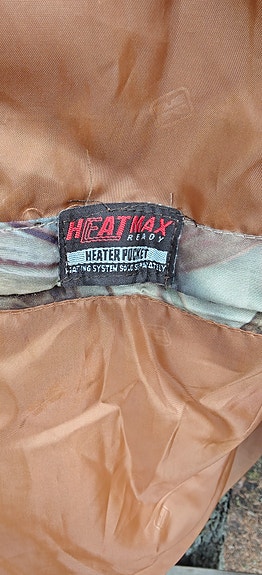 HEATMAX
READY
HEATER POCKET
HEATING SYSTEM SOLD SEPARATELY